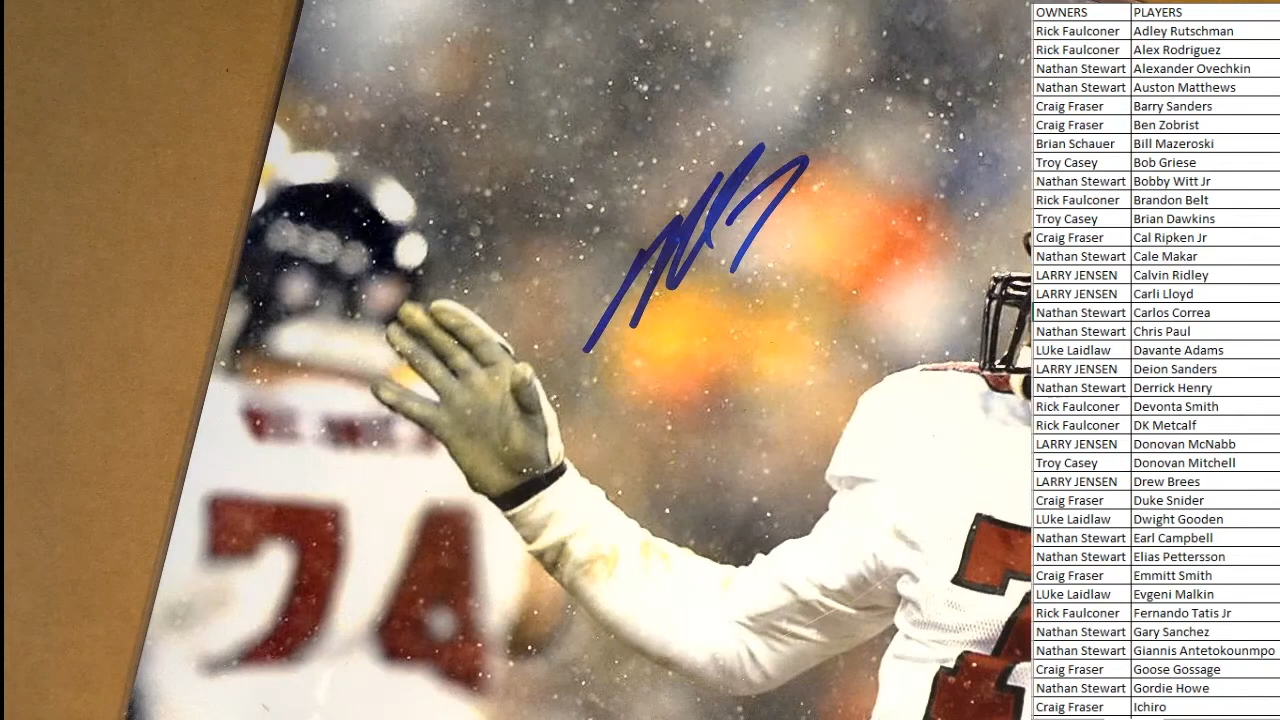 OWNERS PLAYERS
Rick Faulconer Adley Rutschman
Rick Faulconer Alex Rodriguez
Nathan Stewart Alexander Ovechkin
Nathan Stewart Auston Matthews
Craig Fraser Barry Sanders
Craig Fraser Ben Zobrist
Brian Schauer Bill Mazeroski
Troy Casey Bob Griese
Nathan Stewart Bobby Witt Jr
Rick Faulconer Brandon Belt
Troy Casey Brian Dawkins
Craig Fraser Cal Ripken Jr
Nathan Stewart Cale Makar
LARRY JENSEN Calvin Ridley
LARRY JENSEN Carli Lloyd
Nathan Stewart Carlos Correa
Nathan Stewart Chris Paul
LUke Laidlaw Davante Adams
LARRY JENSEN Deion Sanders
Nathan Stewart Derrick Henry
Rick Faulconer Devonta Smith
Rick Faulconer DK Metcalf
LARRY JENSEN Donovan McNabb
Troy Casey Donovan Mitchell
LARRY JENSEN Drew Brees
Craig Fraser Duke Snider
LUke Laidlaw Dwight Gooden
Nathan Stewart Earl Campbell
Nathan Stewart Elias Pettersson
Craig Fraser Emmitt Smith
LUke Laidlaw Evgeni Malkin
Rick Faulconer Fernando Tatis Jr
Nathan Stewart Gary Sanchez
Nathan Stewart Giannis Antetokounmpo
Craig Fraser Goose Gossage
Nathan Stewart Gordie Howe
Craig Fraser Ichiro
74